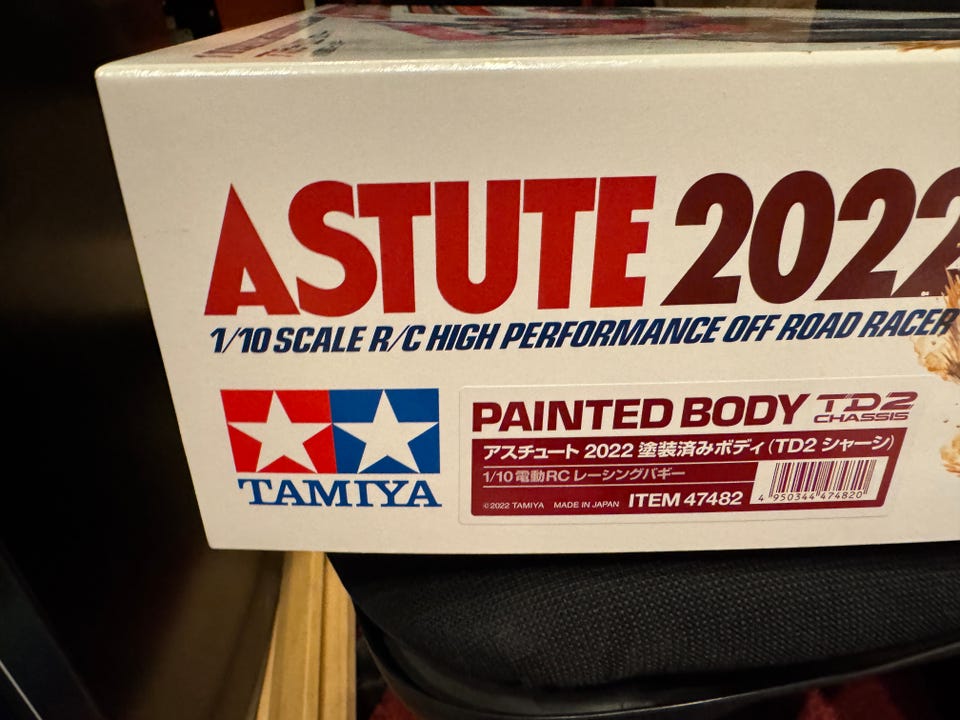 ASTUTE 2022
1/10 SCALE R/C HIGH PERFORMANCE OFF ROAD RACER
TAMIYA
PAINTED BODY TD2 CHASSIS
アスチュート 2022 塗装済みボディ (TD2 シャーシ)
1/10 電動RC レーシングバギー
©2022 TAMIYA MADE IN JAPAN ITEM 47482
4 950344 474820